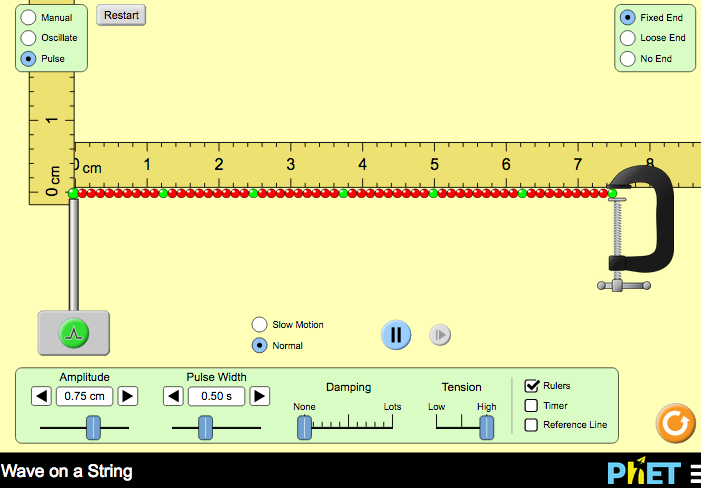 Manual
Oscillate
Pulse
Restart
Fixed End
Loose End
No End
1
0 cm
0 cm 1 2 3 4 5 6 7 8
Slow Motion
Normal
Amplitude
0.75 cm
Pulse Width
0.50 s
Damping
None Lots
Tension
Low High
Rulers
Timer
Reference Line
Wave on a String
PhET